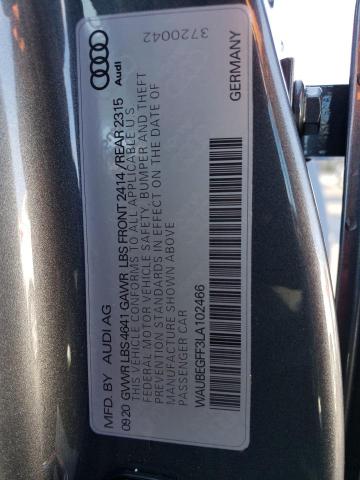 MFD. BY AUDI AG
0920 GVWR LBS 4641 GAWR LBS FRONT 2414 / REAR 2315
THIS VEHICLE CONFORMS TO ALL APPLICABLE U S
FEDERAL MOTOR VEHICLE SAFETY, BUMPER AND THEFT
PREVENTION STANDARDS IN EFFECT ON THE DATE OF
MANUFACTURE SHOWN ABOVE
PASSENGER CAR
WAUBEGFF3LA102466
Audi
3720042
GERMANY